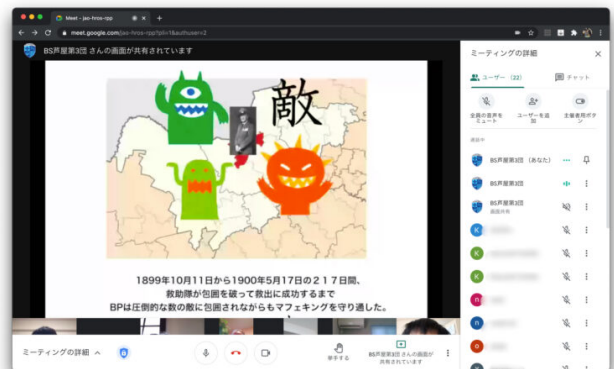 Meet - jao-hros-rpp
meet.google.com/jao-hros-rpp?pli=1&authuser=2
BS芦屋第3団 さんの画面が共有されています
敵
1899年10月11日から1900年5月17日の217日間、
救助隊が包囲を破って救出に成功するまで
BPは圧倒的な数の敵に包囲されながらもマフェキングを守り通した。
ミーティングの詳細
挙手する
BS芦屋第3団 さんの画面が
共有されています
ミーティングの詳細
ユーザー (22)
チャット
全員の音声を
ミュート
ユーザーを追
加
主催者用ボタ
ン
通話中
BS芦屋第3団 (あなた)
BS芦屋第3団
BS芦屋第3団
画面共有
K
K
K
n
n
o